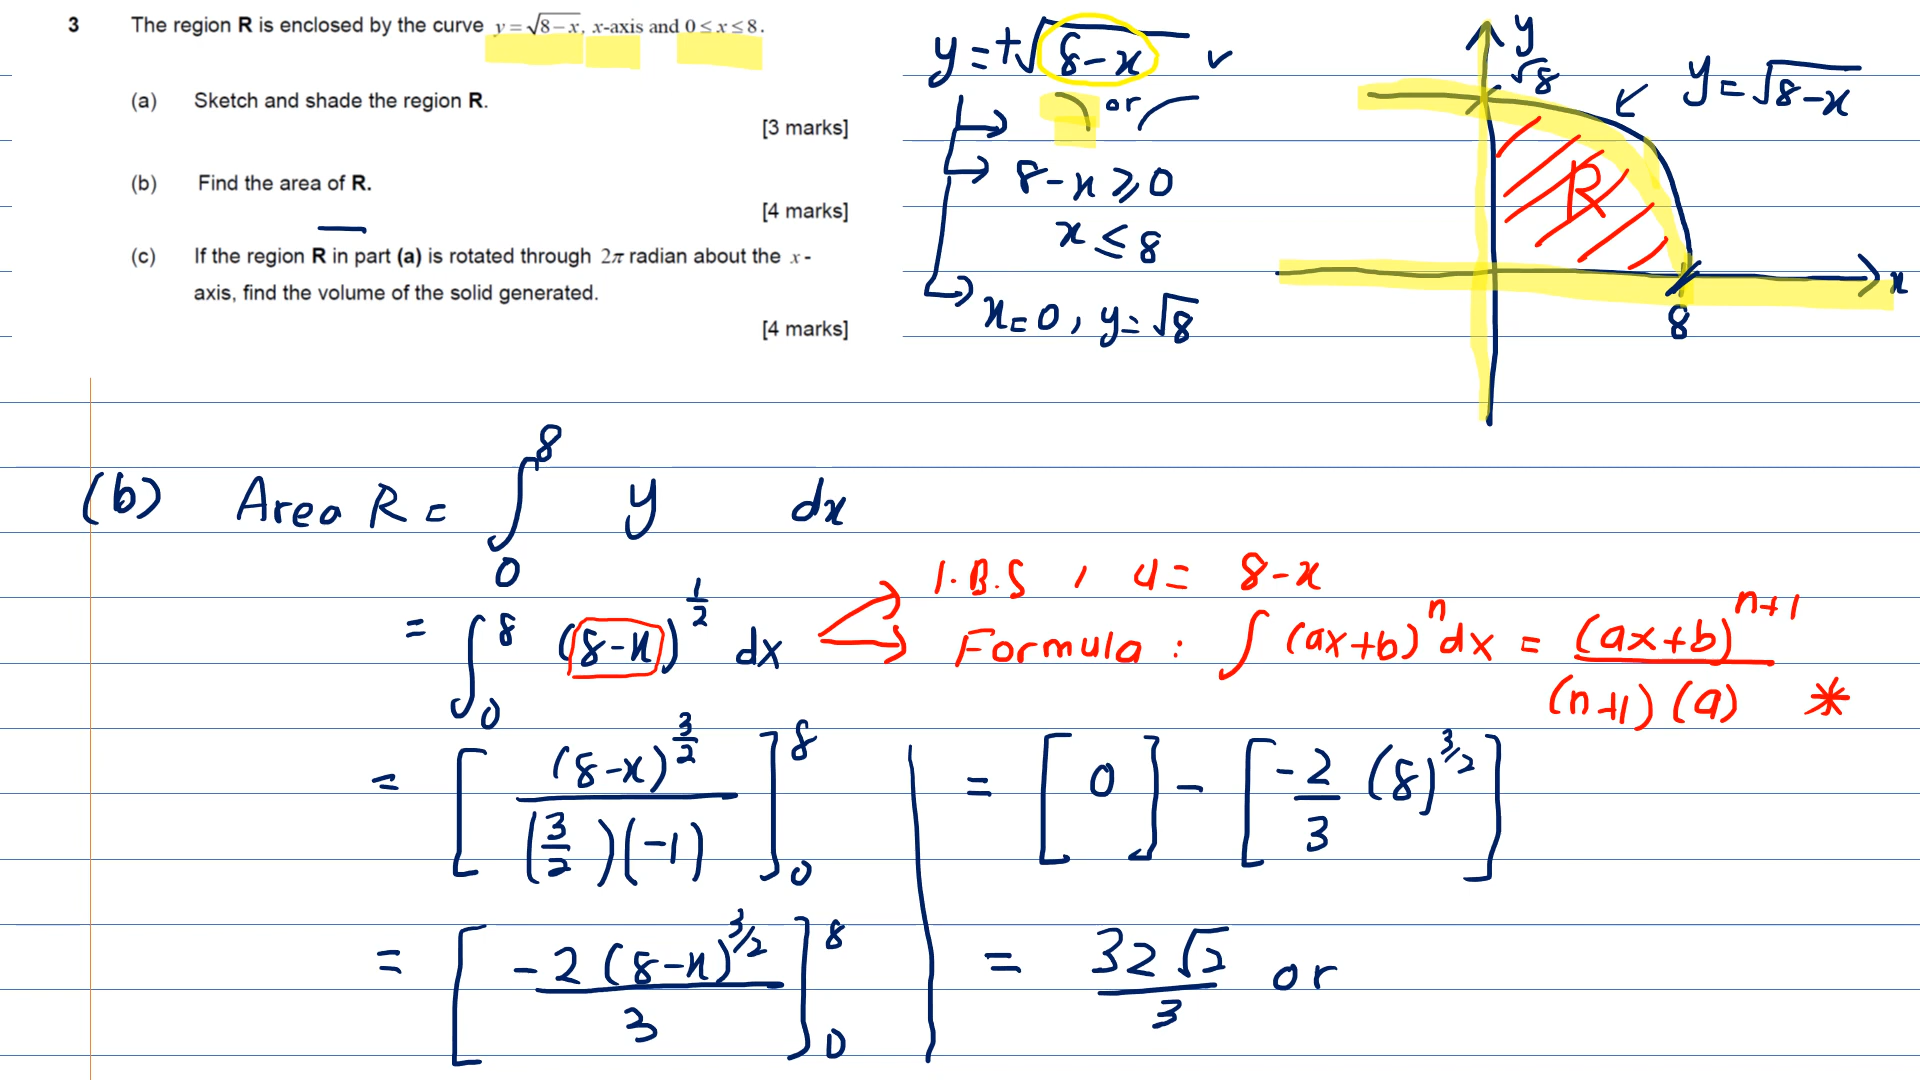 3 The region R is enclosed by the curve y = √8 – x, x-axis and 0 ≤ x ≤ 8.
(a) Sketch and shade the region R.
[3 marks]
(b) Find the area of R.
[4 marks]
(c) If the region R in part (a) is rotated through 2π radian about the x -
axis, find the volume of the solid generated.
[4 marks]
y = +√8-x ✓
or
8-x ≥ 0
x ≤ 8
x=0, y=√8
y
√8
y=√8-x
R
x
8
(b) Area R = ∫₀⁸ y dx
= ∫₀⁸ (8-x)^1/2 dx
I.B.S, u = 8-x
Formula : ∫(ax+b)^n dx = (ax+b)^n+1 / (n+1)(a) *
= [ (8-x)^3/2 / (3/2)(-1) ]₀⁸
= [ -2(8-x)^3/2 / 3 ]₀⁸
= [ 0 ] - [ -2/3 (8)^3/2 ]
= 32√2 / 3 or